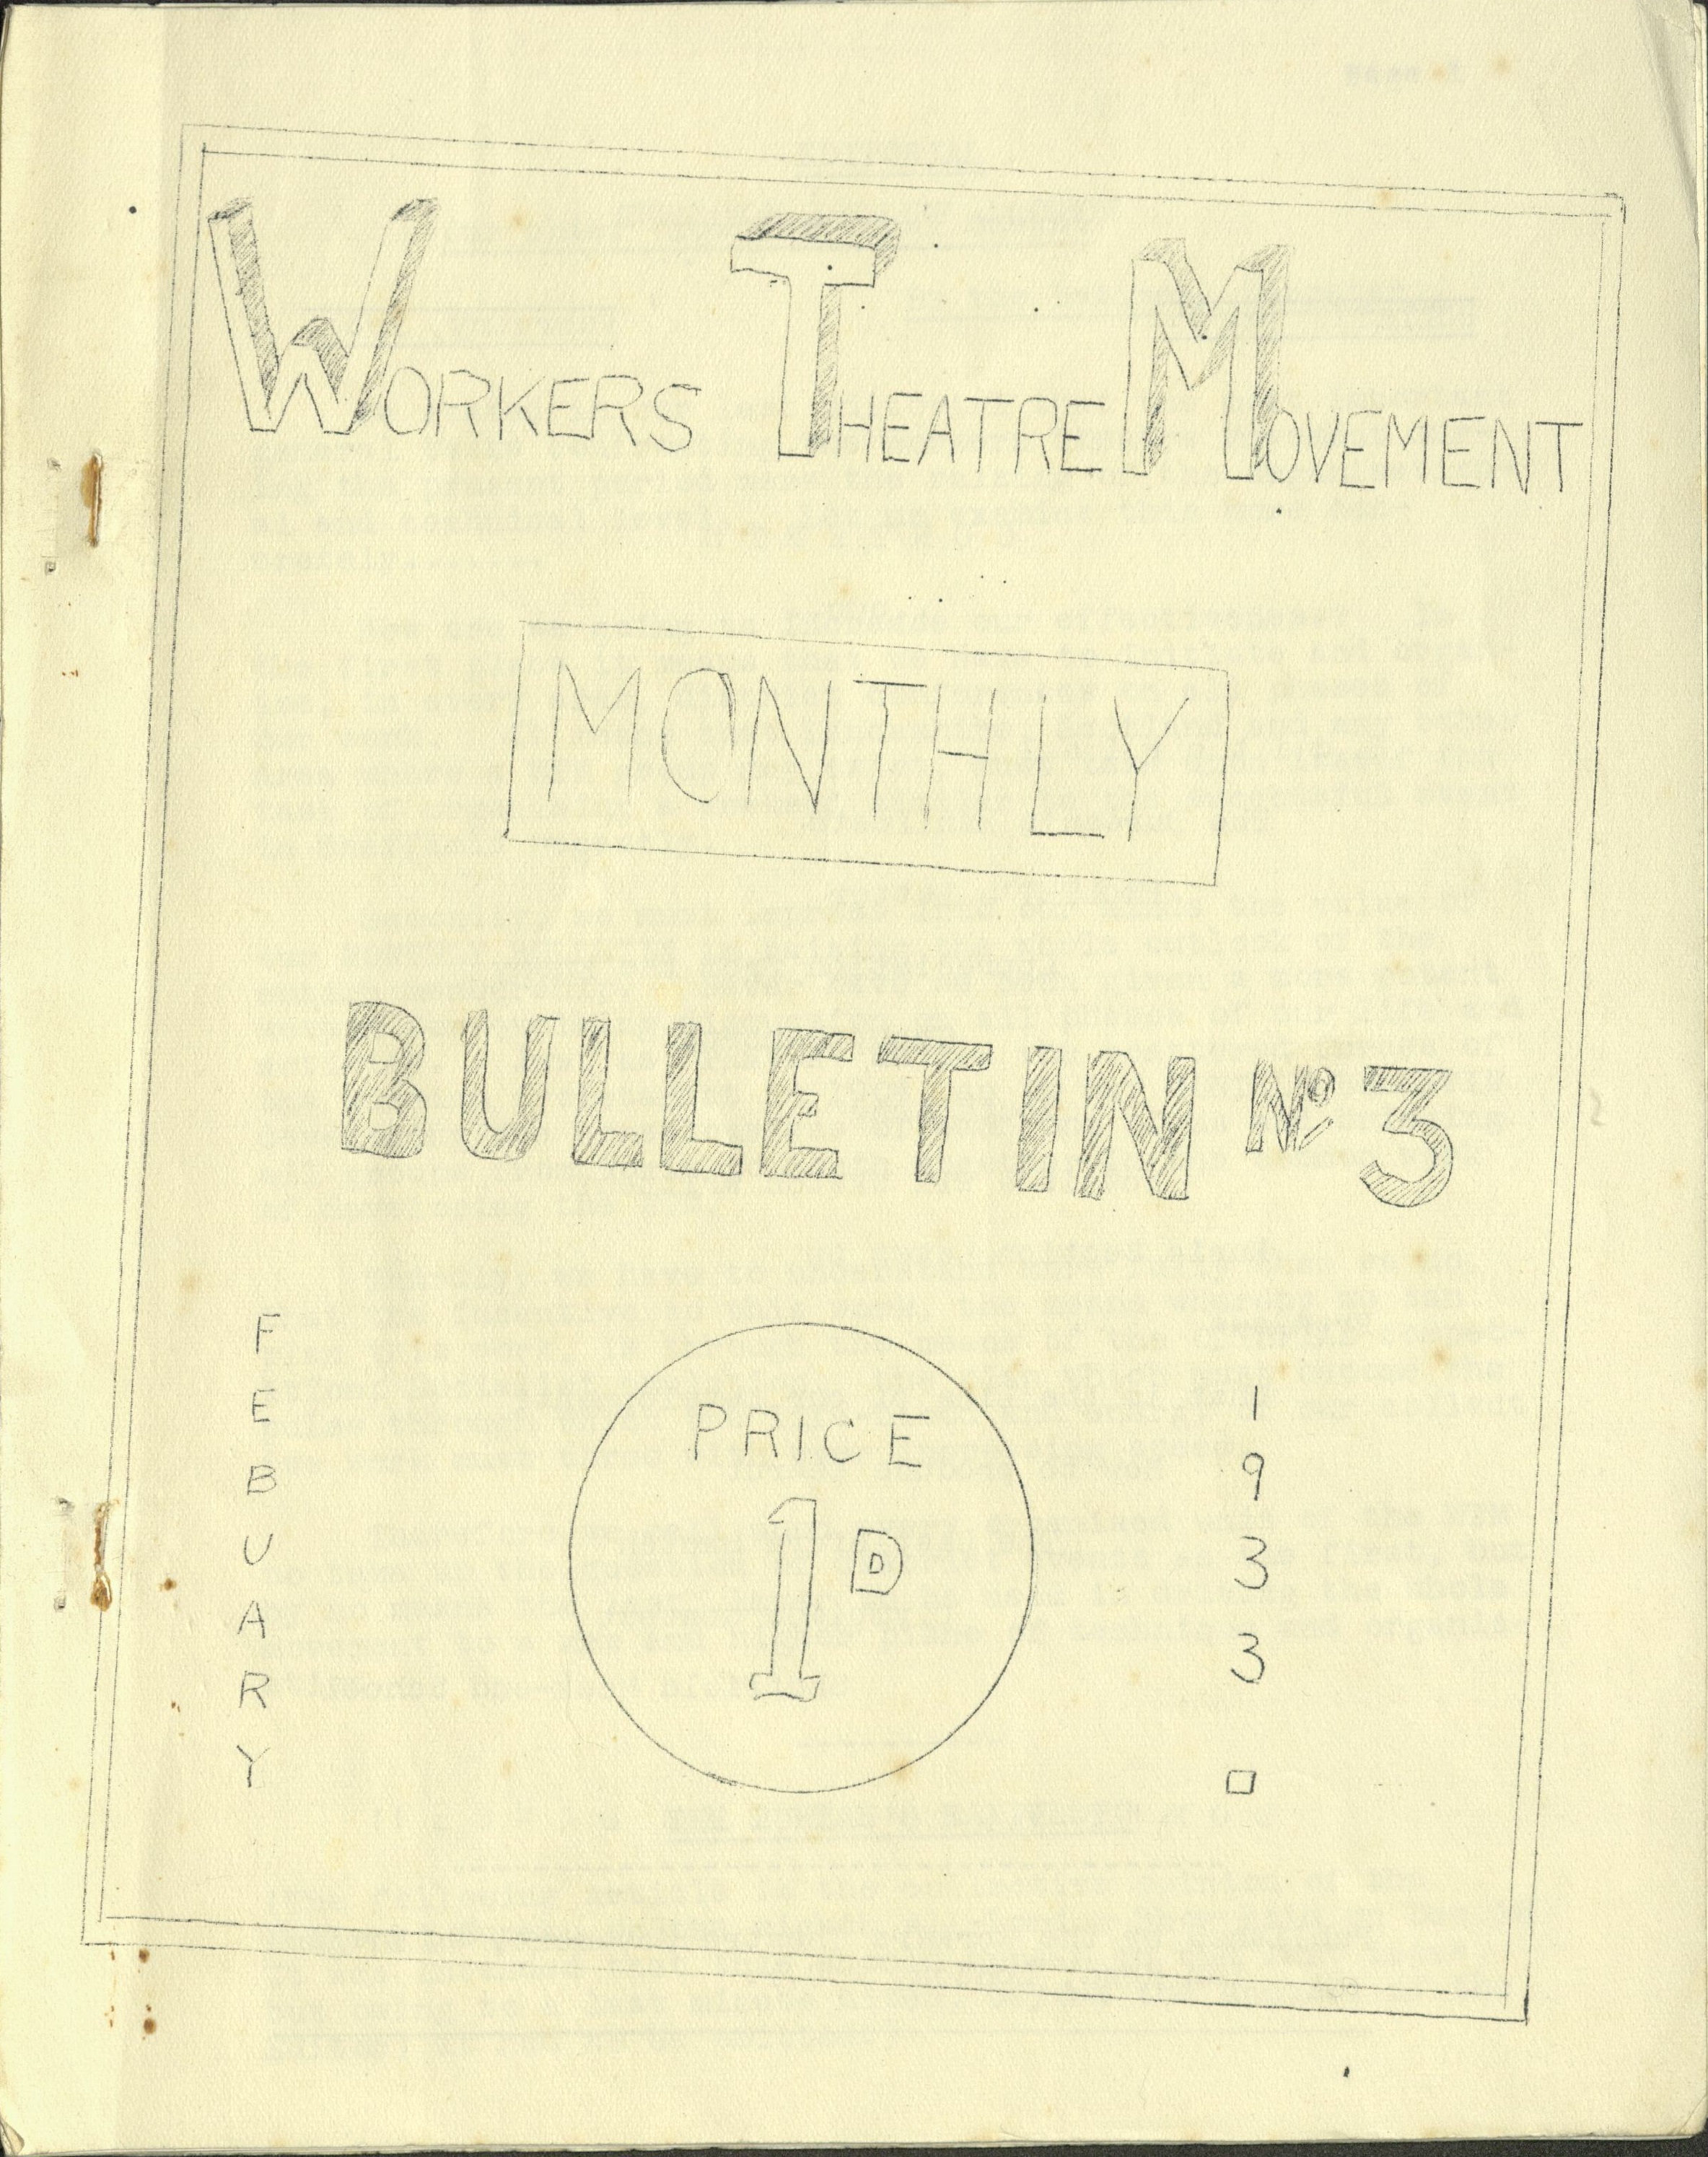 WORKERS THEATRE MOVEMENT
MONTHLY
BULLETIN Nº 3
FEBUARY
PRICE
1D
1933